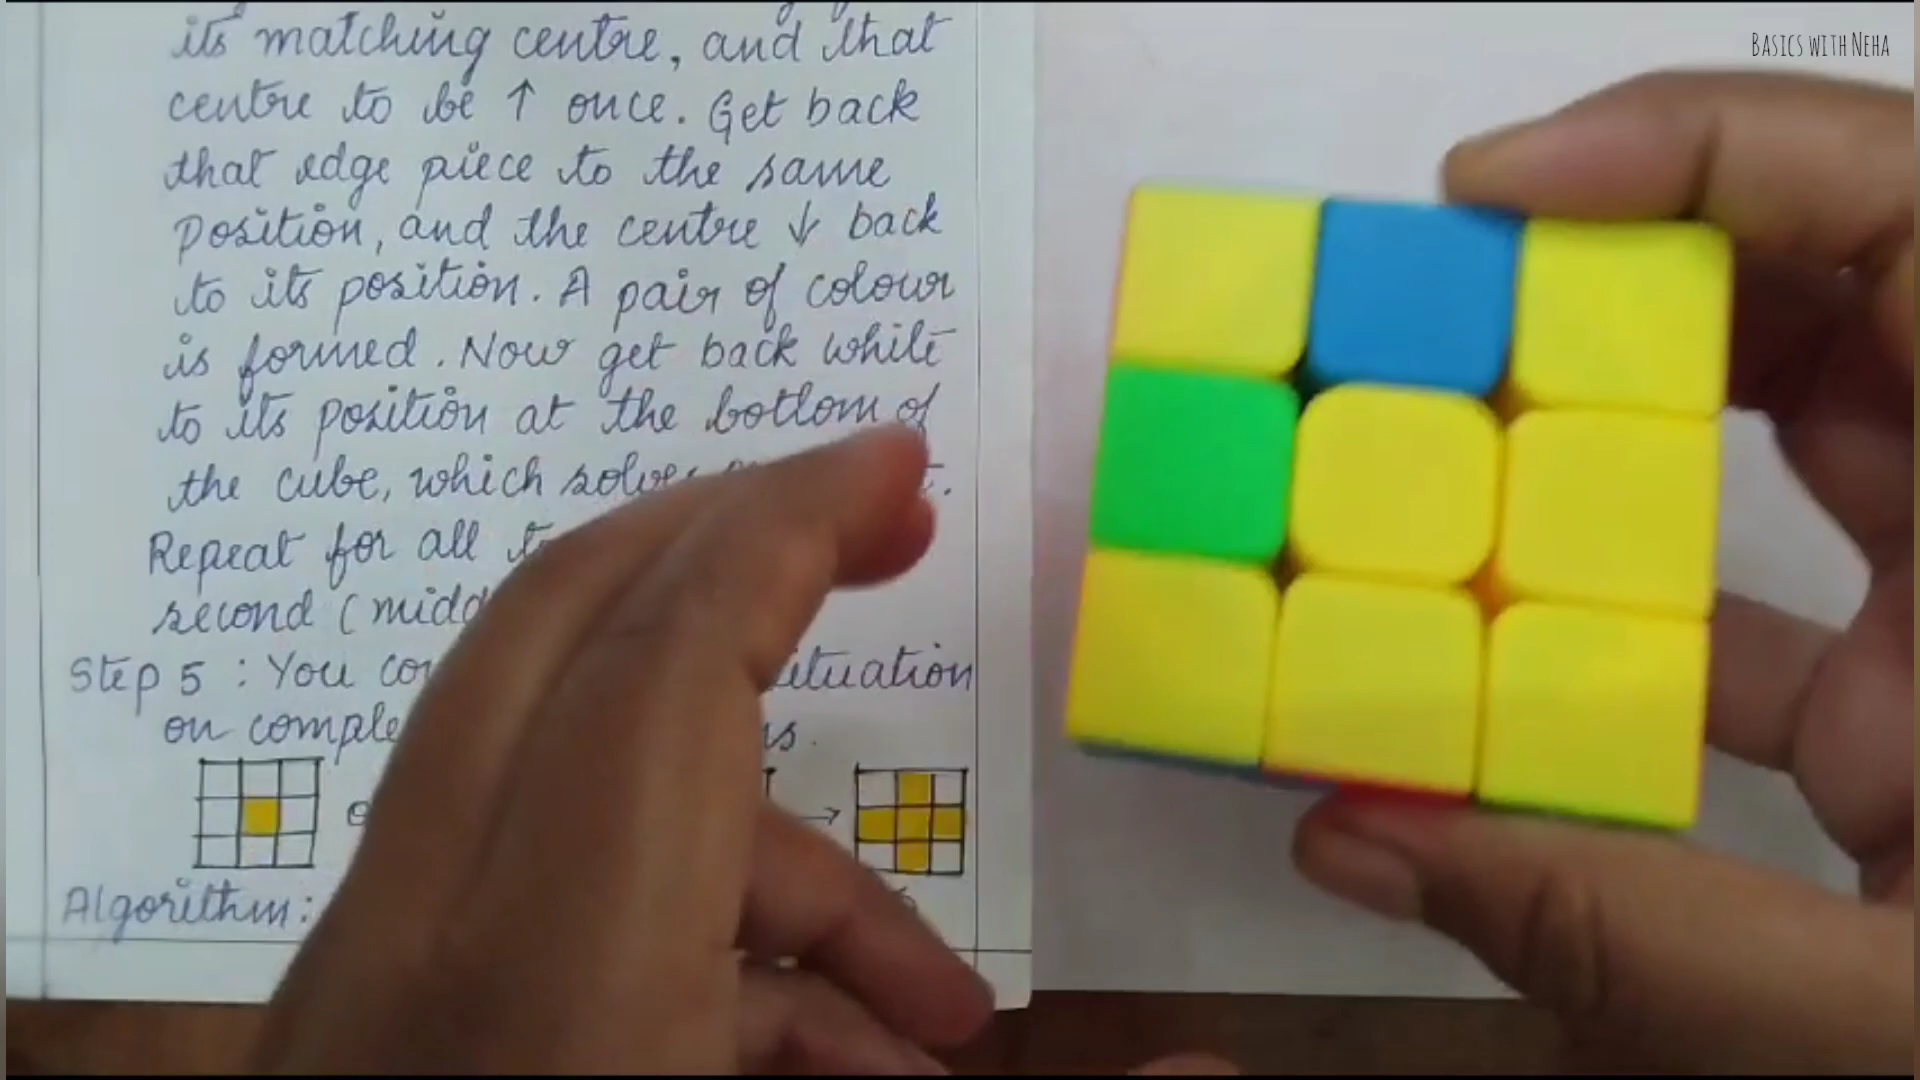 its matching centre, and that
centre to be ↑ once. Get back
that edge piece to the same
position, and the centre ↓ back
to its position. A pair of colour
is formed. Now get back white
to its position at the bottom of
the cube, which solves
Repeat for all
second (midd
Step 5 : You situation
on comple
Algorithm:
BASICS WITH NEHA